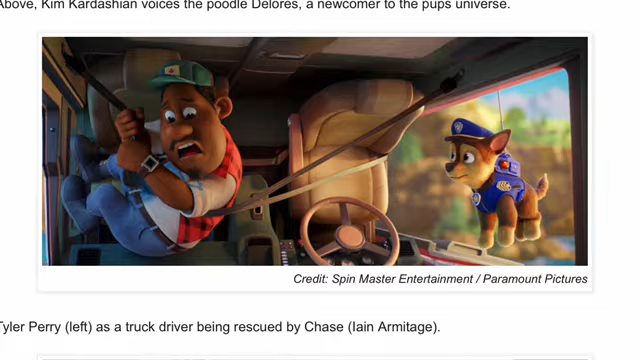 Above, Kim Kardashian voices the poodle Delores, a newcomer to the pups universe.
Credit: Spin Master Entertainment / Paramount Pictures
Tyler Perry (left) as a truck driver being rescued by Chase (Iain Armitage).